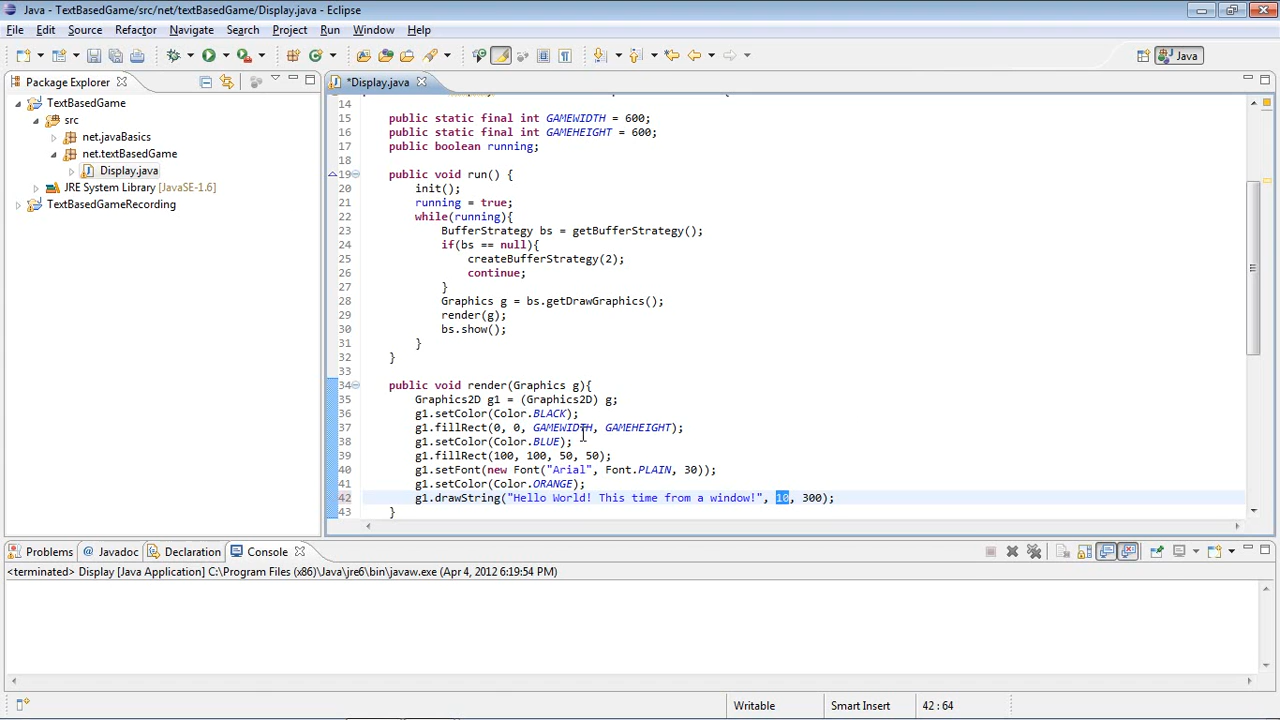 Java - TextBasedGame/src/net/textBasedGame/Display.java - Eclipse
File Edit Source Refactor Navigate Search Project Run Window Help
Java
Package Explorer
*Display.java
TextBasedGame
src
net.javaBasics
net.textBasedGame
Display.java
JRE System Library [JavaSE-1.6]
TextBasedGameRecording
14
15 public static final int GAMEWIDTH = 600;
16 public static final int GAMEHEIGHT = 600;
17 public boolean running;
18
19 public void run() {
20 init();
21 running = true;
22 while(running){
23 BufferStrategy bs = getBufferStrategy();
24 if(bs == null){
25 createBufferStrategy(2);
26 continue;
27 }
28 Graphics g = bs.getDrawGraphics();
29 render(g);
30 bs.show();
31 }
32 }
33
34 public void render(Graphics g){
35 Graphics2D g1 = (Graphics2D) g;
36 g1.setColor(Color.BLACK);
37 g1.fillRect(0, 0, GAMEWIDTH, GAMEHEIGHT);
38 g1.setColor(Color.BLUE);
39 g1.fillRect(100, 100, 50, 50);
40 g1.setFont(new Font("Arial", Font.PLAIN, 30));
41 g1.setColor(Color.ORANGE);
42 g1.drawString("Hello World! This time from a window!", 10, 300);
43 }
Problems Javadoc Declaration Console
<terminated> Display [Java Application] C:\Program Files (x86)\Java\jre6\bin\javaw.exe (Apr 4, 2012 6:19:54 PM)
Writable Smart Insert 42 : 64